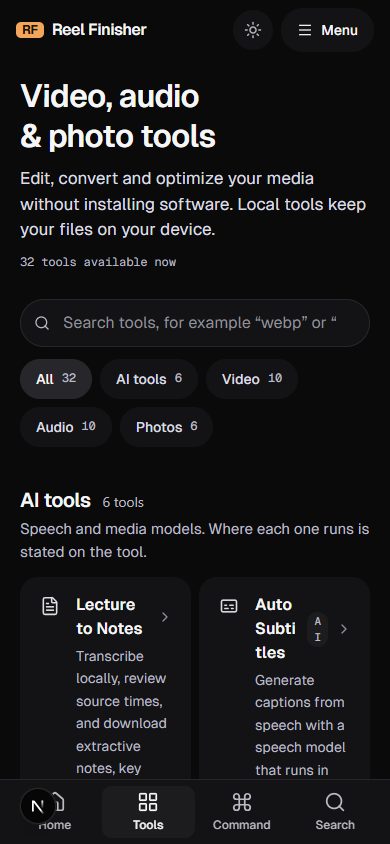 RF Reel Finisher
Menu
Video, audio
& photo tools
Edit, convert and optimize your media
without installing software. Local tools keep
your files on your device.
32 tools available now
Search tools, for example “webp” or “
All 32
AI tools 6
Video 10
Audio 10
Photos 6
AI tools 6 tools
Speech and media models. Where each one runs is
stated on the tool.
Lecture
to Notes
Transcribe
locally, review
source times,
and download
extractive
notes, key
Auto
Subti
tles
A
I
Generate
captions from
speech with a
speech model
that runs in
N
Home
Tools
Command
Search